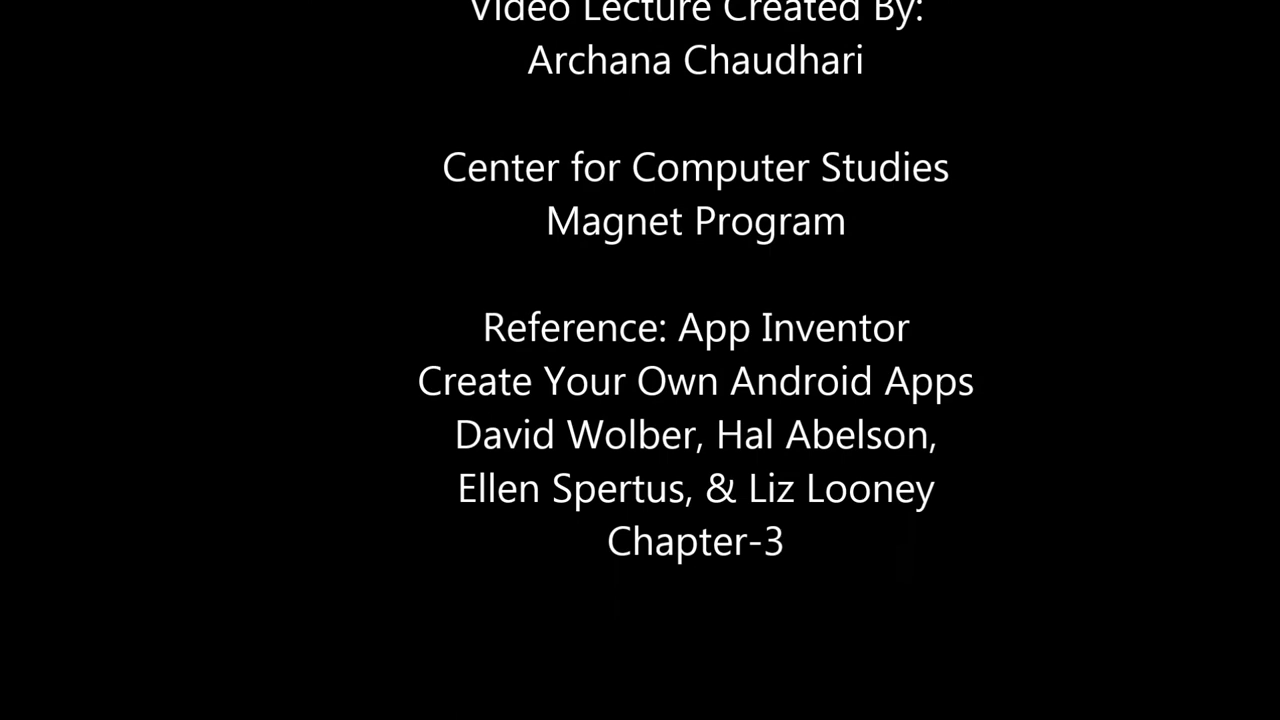 Video Lecture Created By:
Archana Chaudhari
Center for Computer Studies
Magnet Program
Reference: App Inventor
Create Your Own Android Apps
David Wolber, Hal Abelson,
Ellen Spertus, & Liz Looney
Chapter-3